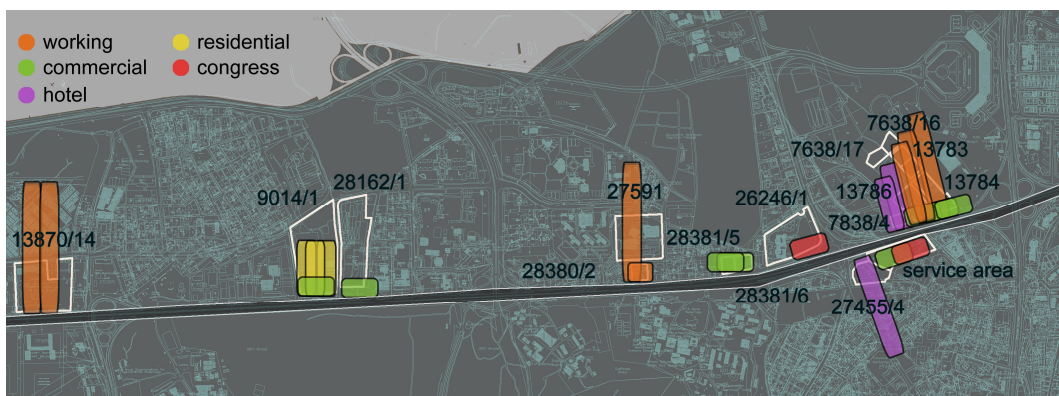 working
residential
commercial
congress
hotel
7638/16
7638/17
13783
28162/1
9014/1
27591
26246/1
13786
13784
7838/4
13870/14
28381/5
28380/2
service area
28381/6
27455/4